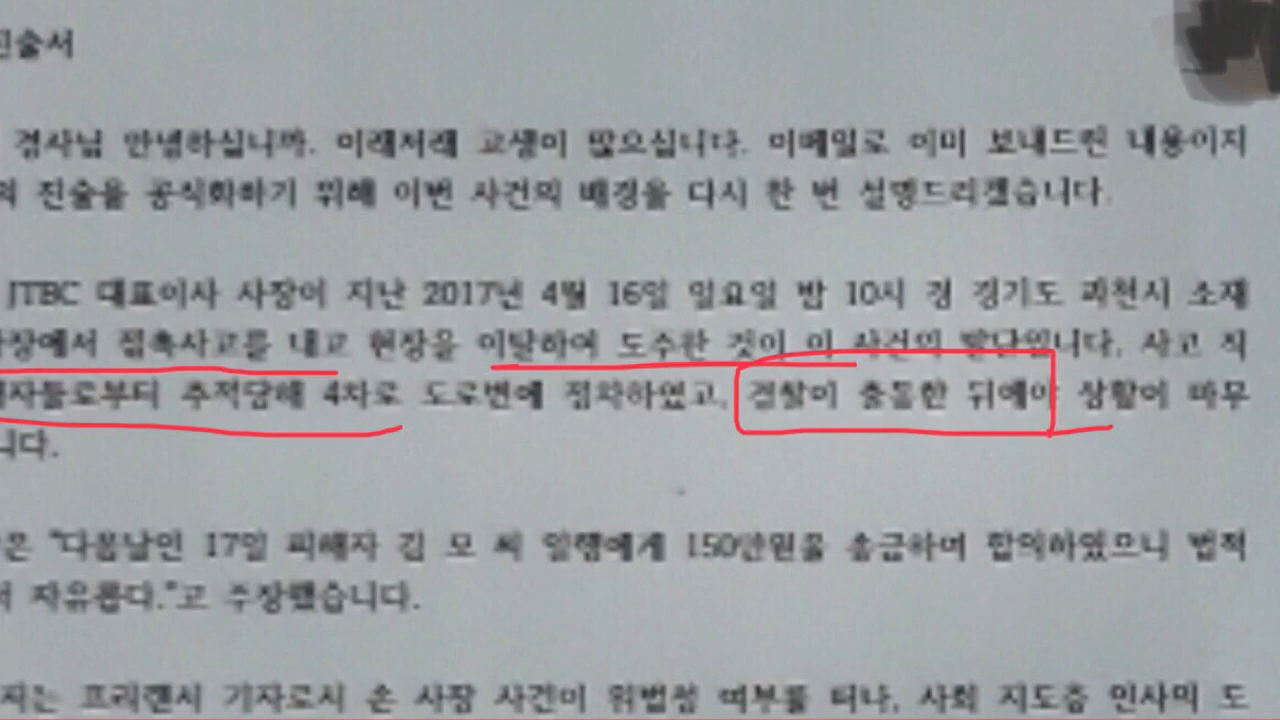 진술서
경사님 안녕하십니까. 이래저래 고생이 많으십니다. 이메일로 이미 보내드린 내용이지
의 진술을 공식화하기 위해 이번 사건의 배경을 다시 한 번 설명드리겠습니다.
JTBC 대표이사 사장이 지난 2017년 4월 16일 일요일 밤 10시 경 경기도 과천시 소재
장에서 접촉사고를 내고 현장을 이탈하여 도주한 것이 이 사건의 발단입니다. 사고 직
자들로부터 추적당해 4차로 도로변에 정차하였고, 경찰이 출동한 뒤에야 상황이 마무
니다.
은 "다음날인 17일 피해자 김 모 씨 일행에게 150만원을 송금하며 합의하였으니 법적
자유롭다."고 주장했습니다.
저는 프리랜서 기자로서 손 사장 사건이 위법성 여부를 떠나, 사회 지도층 인사의 도